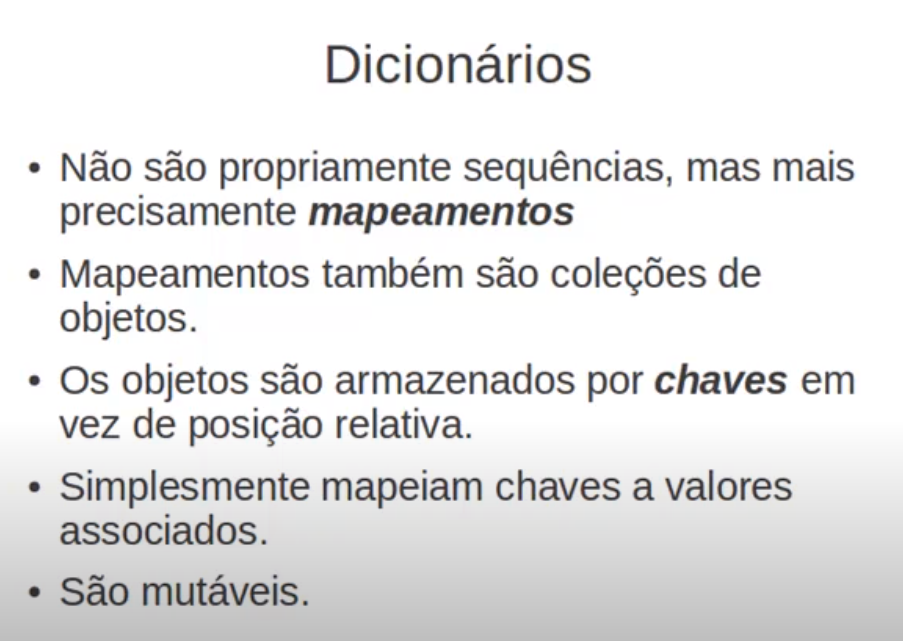 Dicionários
• Não são propriamente sequências, mas mais
precisamente mapeamentos
• Mapeamentos também são coleções de
objetos.
• Os objetos são armazenados por chaves em
vez de posição relativa.
• Simplesmente mapeiam chaves a valores
associados.
• São mutáveis.